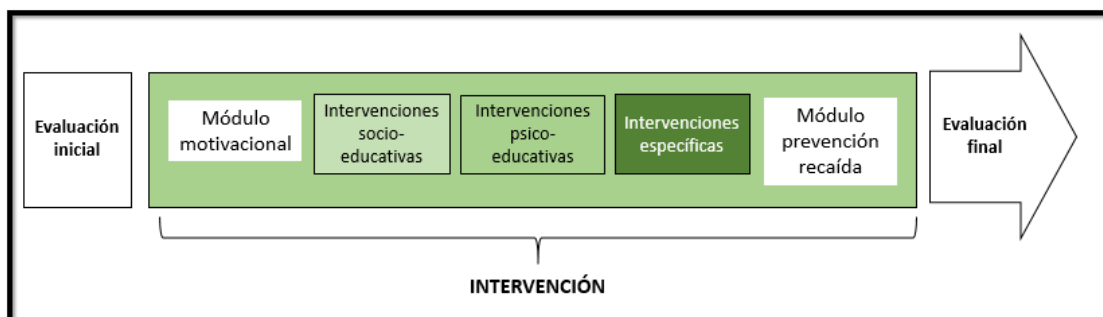 Evaluación
inicial
Módulo
motivacional
Intervenciones
socio-
educativas
Intervenciones
psico-
educativas
Intervenciones
específicas
Módulo
prevención
recaída
Evaluación
final
INTERVENCIÓN